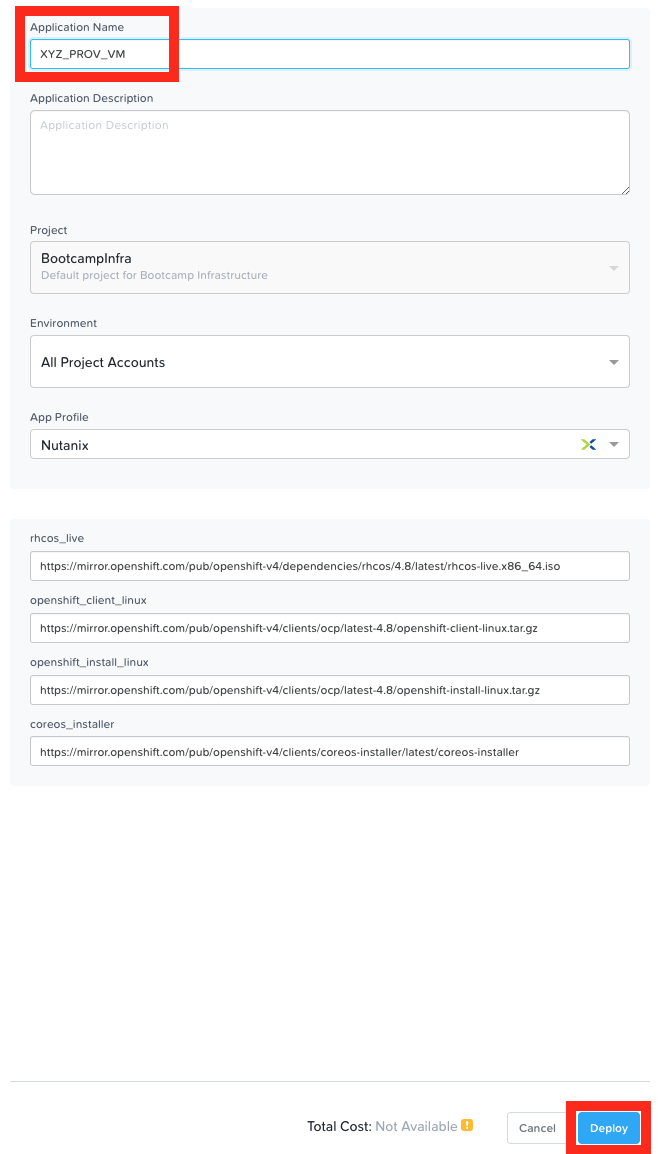 Application Name
XYZ_PROV_VM
Application Description
Application Description
Project
BootcampInfra
Default project for Bootcamp Infrastructure
Environment
All Project Accounts
App Profile
Nutanix
rhcos_live
https://mirror.openshift.com/pub/openshift-v4/dependencies/rhcos/4.8/latest/rhcos-live.x86_64.iso
openshift_client_linux
https://mirror.openshift.com/pub/openshift-v4/clients/ocp/latest-4.8/openshift-client-linux.tar.gz
openshift_install_linux
https://mirror.openshift.com/pub/openshift-v4/clients/ocp/latest-4.8/openshift-install-linux.tar.gz
coreos_installer
https://mirror.openshift.com/pub/openshift-v4/clients/coreos-installer/latest/coreos-installer
Total Cost: Not Available !
Cancel
Deploy